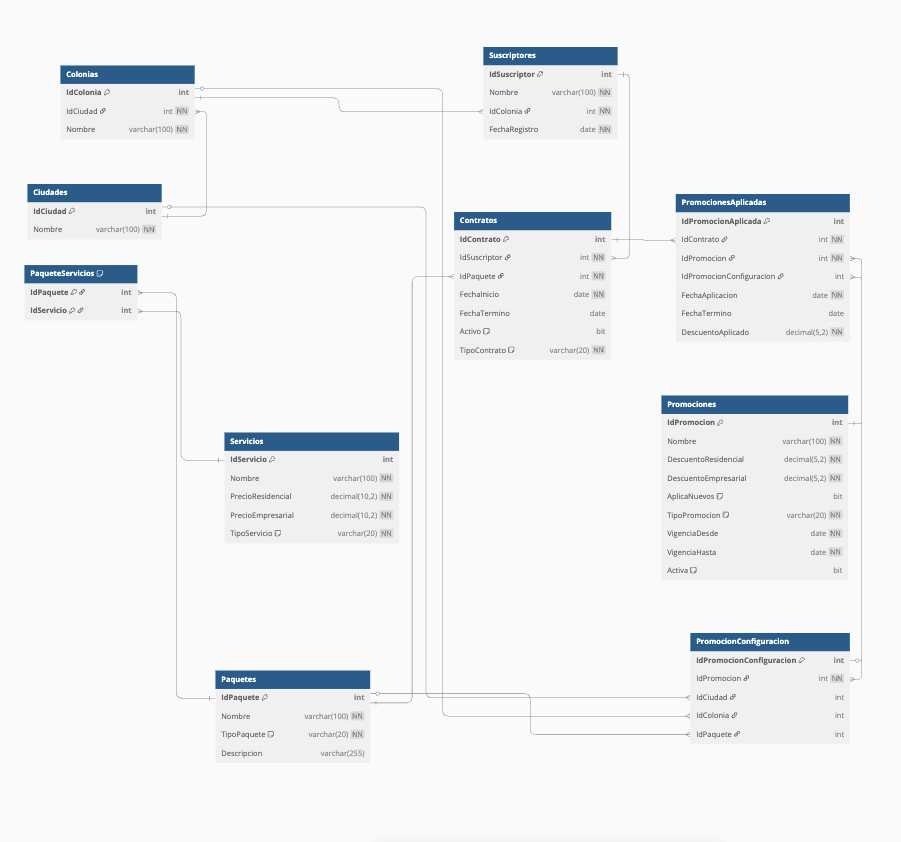 Colonias
IdColonia int
IdCiudad int NN
Nombre varchar(100) NN
Suscriptores
IdSuscriptor int
Nombre varchar(100) NN
IdColonia int NN
FechaRegistro date NN
Ciudades
IdCiudad int
Nombre varchar(100) NN
PaqueteServicios
IdPaquete int
IdServicio int
Contratos
IdContrato int
IdSuscriptor int NN
IdPaquete int NN
FechaInicio date NN
FechaTermino date
Activo bit
TipoContrato varchar(20) NN
PromocionesAplicadas
IdPromocionAplicada int
IdContrato int NN
IdPromocion int NN
IdPromocionConfiguracion int
FechaAplicacion date NN
FechaTermino date
DescuentoAplicado decimal(5,2) NN
Servicios
IdServicio int
Nombre varchar(100) NN
PrecioResidencial decimal(10,2) NN
PrecioEmpresarial decimal(10,2) NN
TipoServicio varchar(20) NN
Promociones
IdPromocion int
Nombre varchar(100) NN
DescuentoResidencial decimal(5,2) NN
DescuentoEmpresarial decimal(5,2) NN
AplicaNuevos bit
TipoPromocion varchar(20) NN
VigenciaDesde date NN
VigenciaHasta date NN
Activa bit
Paquetes
IdPaquete int
Nombre varchar(100) NN
TipoPaquete varchar(20) NN
Descripcion varchar(255)
PromocionConfiguracion
IdPromocionConfiguracion int
IdPromocion int NN
IdCiudad int
IdColonia int
IdPaquete int